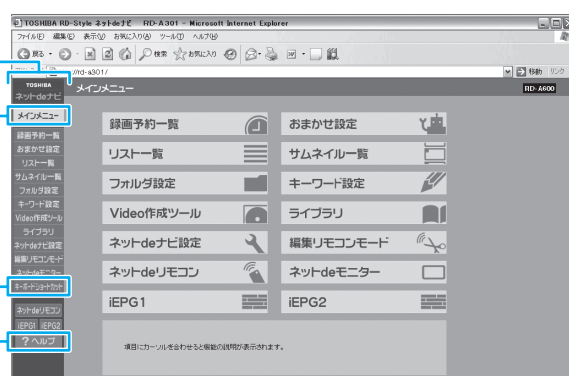 TOSHIBA RD-Style ネットdeナビ RD-A301 - Microsoft Internet Explorer
ファイル(F) 編集(E) 表示(V) お気に入り(A) ツール(T) ヘルプ(H)
戻る 検索 お気に入り
//rd-a301/ 移動 リンク
TOSHIBA
ネットdeナビ
メインメニュー
RD-A600
メインメニュー
録画予約一覧
おまかせ設定
リスト一覧
サムネイル一覧
フォルダ設定
キーワード設定
Video作成ツール
ライブラリ
ネットdeナビ設定
編集リモコンモード
ネットdeモニター
キーボードショートカット
ネットdeリモコン
iEPG1 iEPG2
?ヘルプ
録画予約一覧 おまかせ設定
リスト一覧 サムネイル一覧
フォルダ設定 キーワード設定
Video作成ツール ライブラリ
ネットdeナビ設定 編集リモコンモード
ネットdeリモコン ネットdeモニター
iEPG1 iEPG2
項目にカーソルを合わせると機能の説明が表示されます。